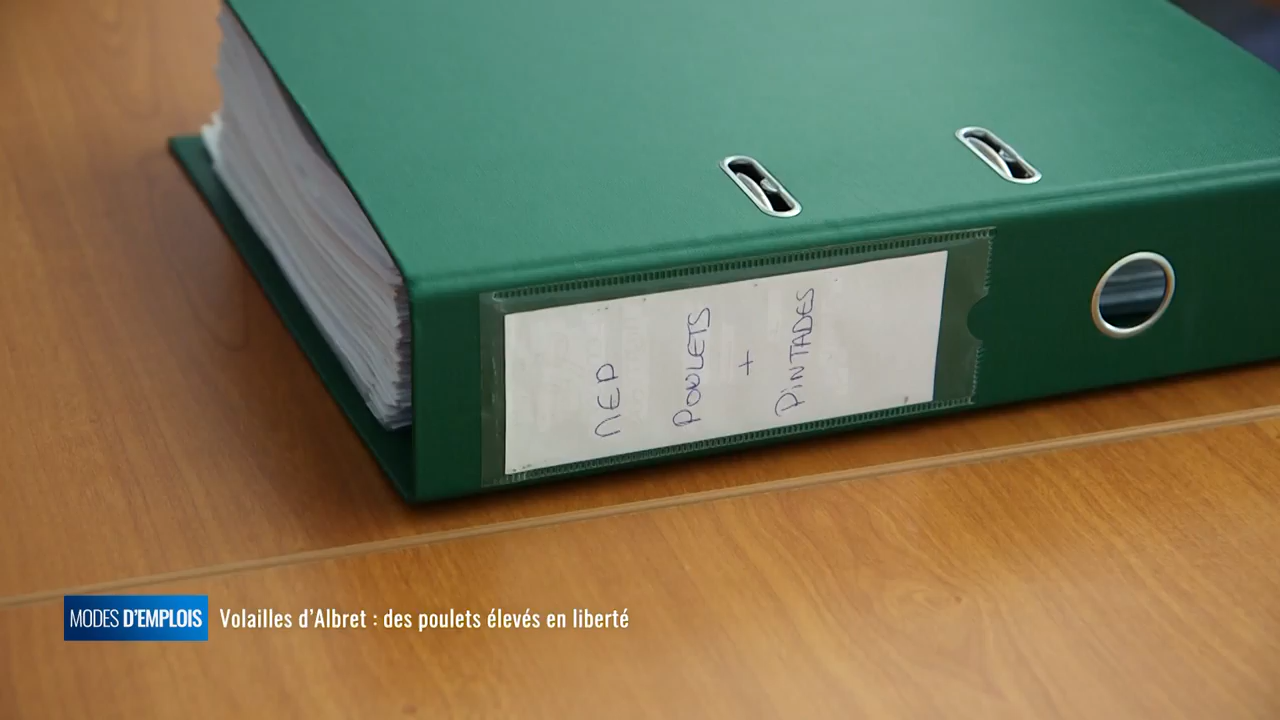 NEP
POULETS
+
PINTADES
MODES D'EMPLOIS
Volailles d'Albret : des poulets élevés en liberté